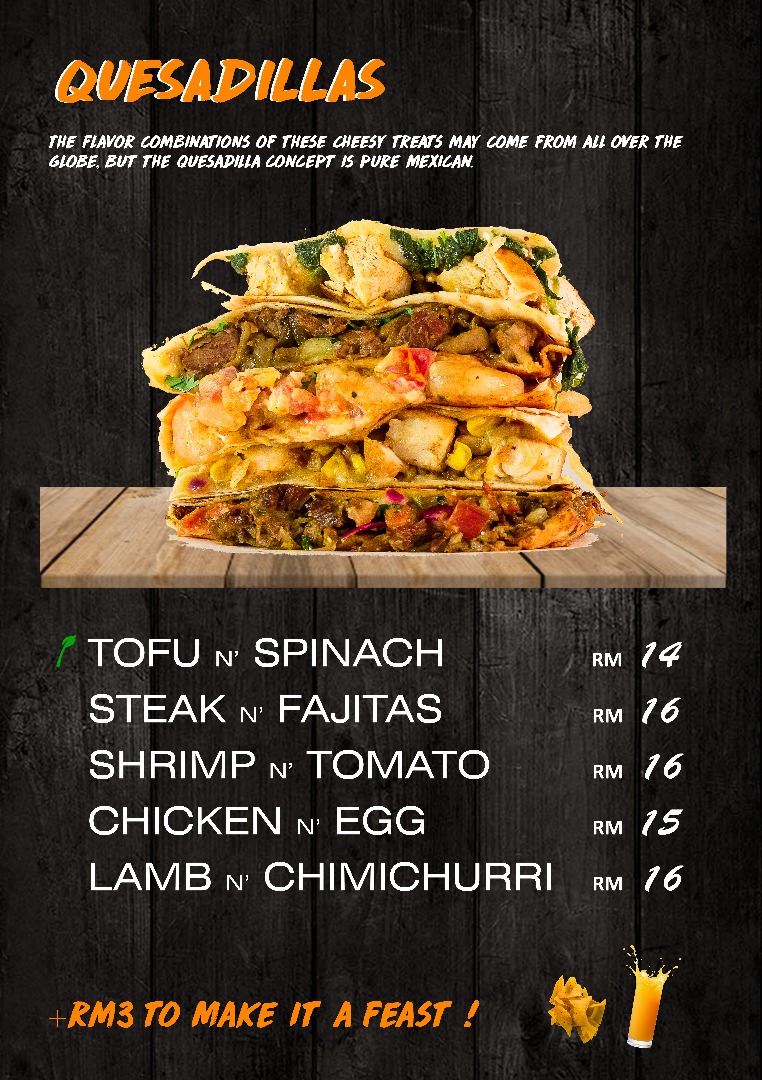 QUESADILLAS
THE FLAVOR COMBINATIONS OF THESE CHEESY TREATS MAY COME FROM ALL OVER THE
GLOBE, BUT THE QUESADILLA CONCEPT IS PURE MEXICAN.
TOFU N' SPINACH RM 14
STEAK N' FAJITAS RM 16
SHRIMP N' TOMATO RM 16
CHICKEN N' EGG RM 15
LAMB N' CHIMICHURRI RM 16
+RM3 TO MAKE IT A FEAST !